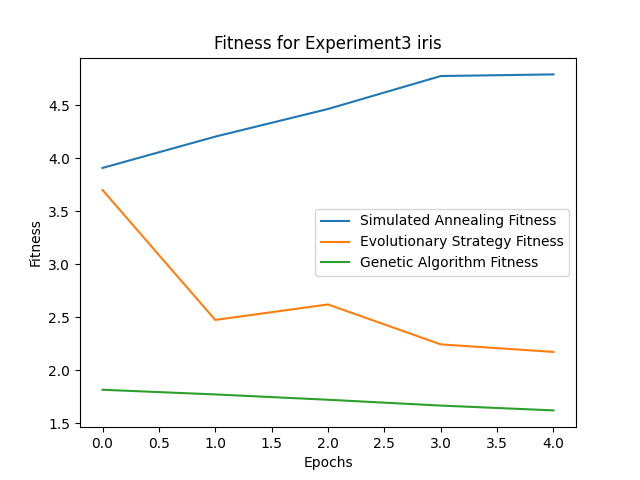 Fitness for Experiment3 iris
Fitness
4.5
4.0
3.5
3.0
2.5
2.0
1.5
Simulated Annealing Fitness
Evolutionary Strategy Fitness
Genetic Algorithm Fitness
0.0 0.5 1.0 1.5 2.0 2.5 3.0 3.5 4.0
Epochs